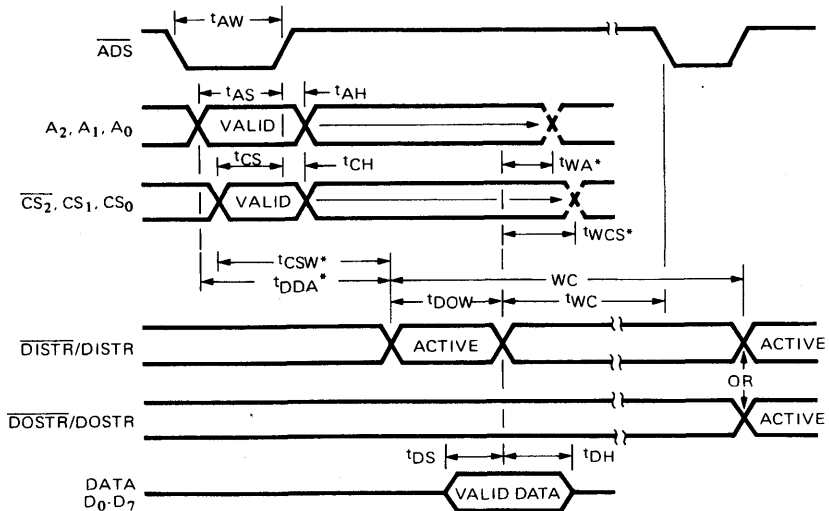 tAW
ADS
tAS tAH
A2, A1, A0 VALID
tCS tCH tWA*
CS2, CS1, CS0 VALID
tWCS*
tCSW* WC
tDDA*
tDOW tWC
DISTR/DISTR ACTIVE ACTIVE
OR
DOSTR/DOSTR ACTIVE
tDS tDH
DATA
D0-D7 VALID DATA